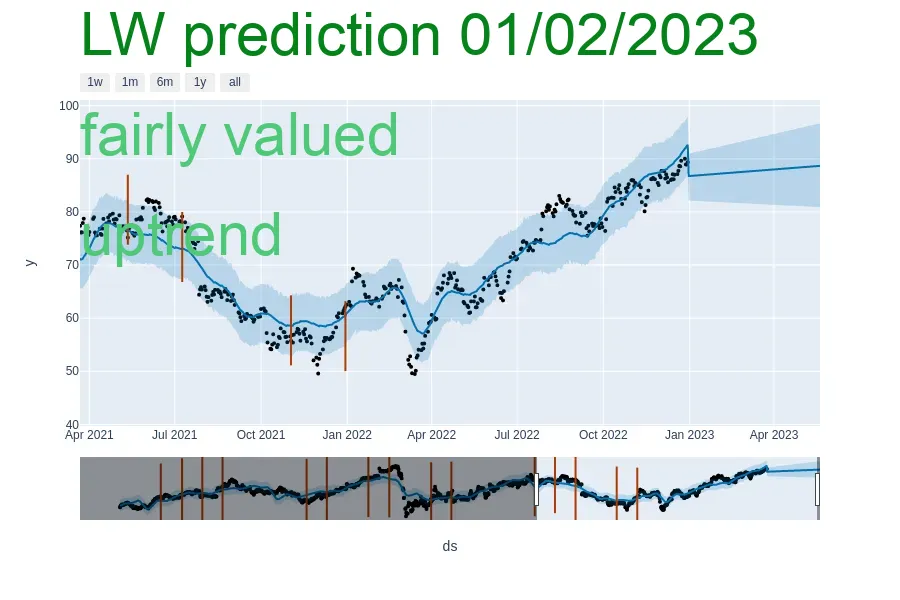 LW prediction 01/02/2023
1w 1m 6m 1y all
fairly valued
uptrend
100
90
80
70
60
50
40
y
Apr 2021 Jul 2021 Oct 2021 Jan 2022 Apr 2022 Jul 2022 Oct 2022 Jan 2023 Apr 2023
ds